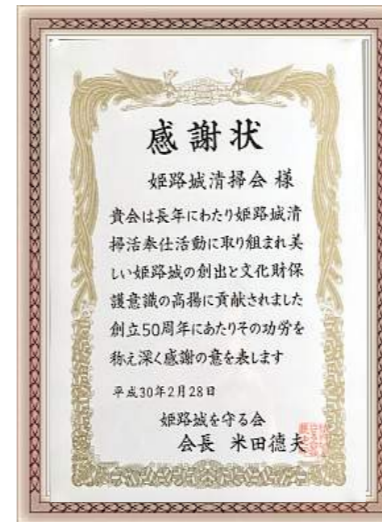 感謝状
姫路城清掃会 様
貴会は長年にわたり姫路城清
掃活奉仕活動に取り組まれ美
しい姫路城の創出と文化財保
護意識の高揚に貢献されました
創立50周年にあたりその功労を
称え深く感謝の意を表します
平成30年2月28日
姫路城を守る会
会長 米田德夫